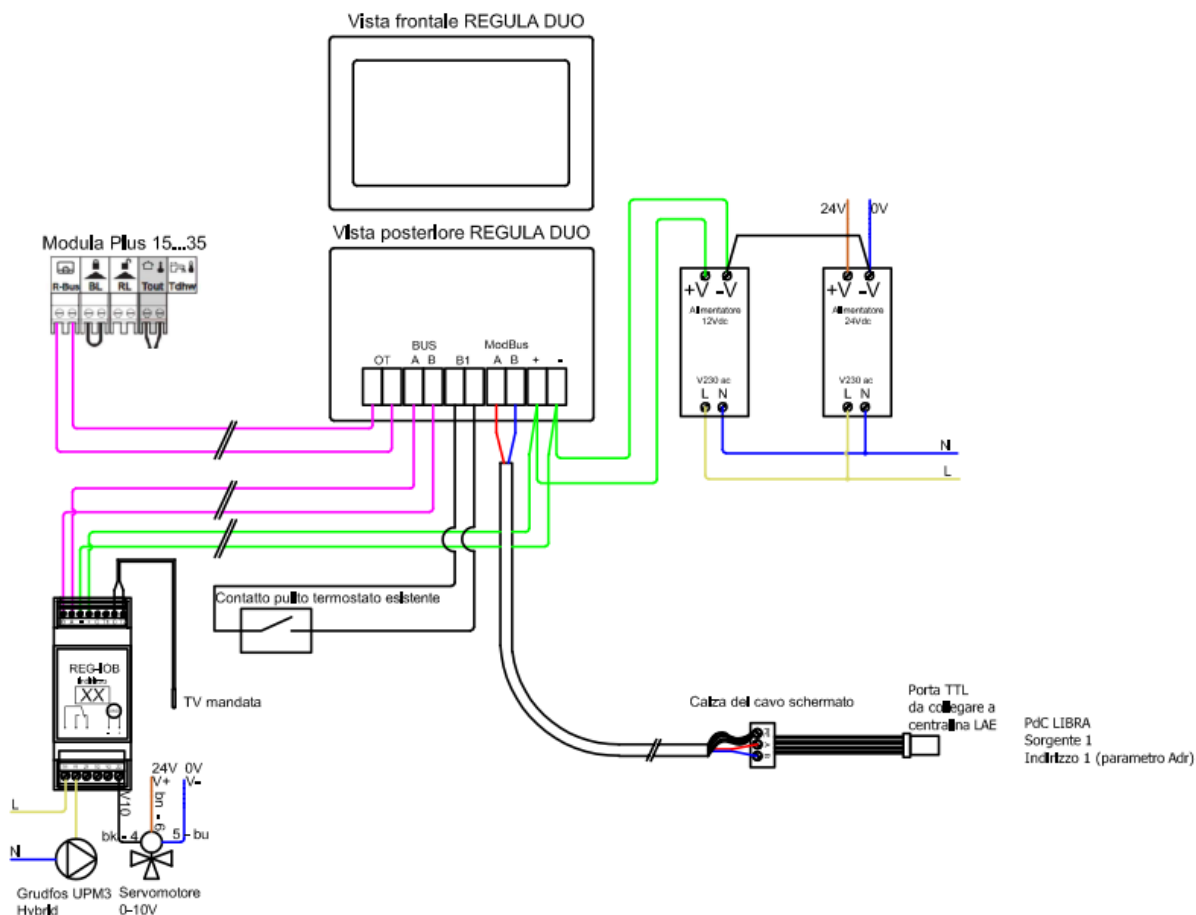 Vista frontale REGULA DUO
Vista posteriore REGULA DUO
Modula Plus 15...35
R-Bus BL RL Tout Tdhw
BUS ModBus
OT A B B1 A B + -
24V 0V
+V -V
Alimentatore
12Vdc
V230 ac
L N
+V -V
Alimentatore
24Vdc
V230 ac
L N
N
L
Contatto pulito termostato esistente
REG-IOB
Indirizzo
XX
TV mandata
Calza del cavo schermato
Porta TTL
da collegare a
centralina LAE
PdC LIBRA
Sorgente 1
Indirizzo 1 (parametro Adr)
24V 0V
V+ V-
V10
bn - 6
L
bk - 4
5 - bu
N
Grudfos UPM3
Hybrid
Servomotore
0-10V